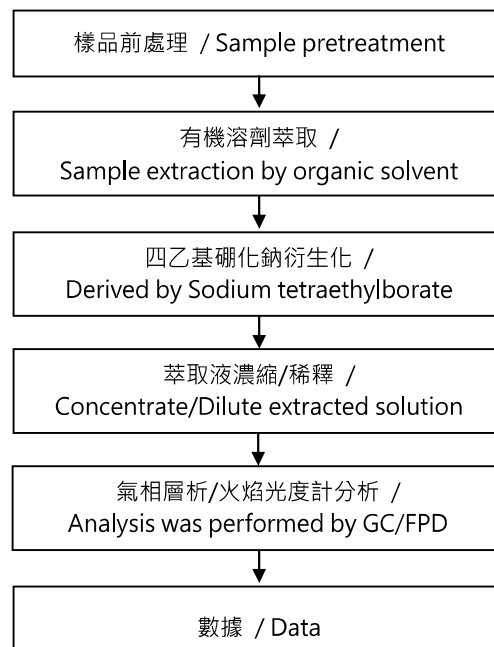 樣品前處理 / Sample pretreatment
有機溶劑萃取 /
Sample extraction by organic solvent
四乙基硼化鈉衍生化 /
Derived by Sodium tetraethylborate
萃取液濃縮/稀釋 /
Concentrate/Dilute extracted solution
氣相層析/火焰光度計分析 /
Analysis was performed by GC/FPD
數據 / Data